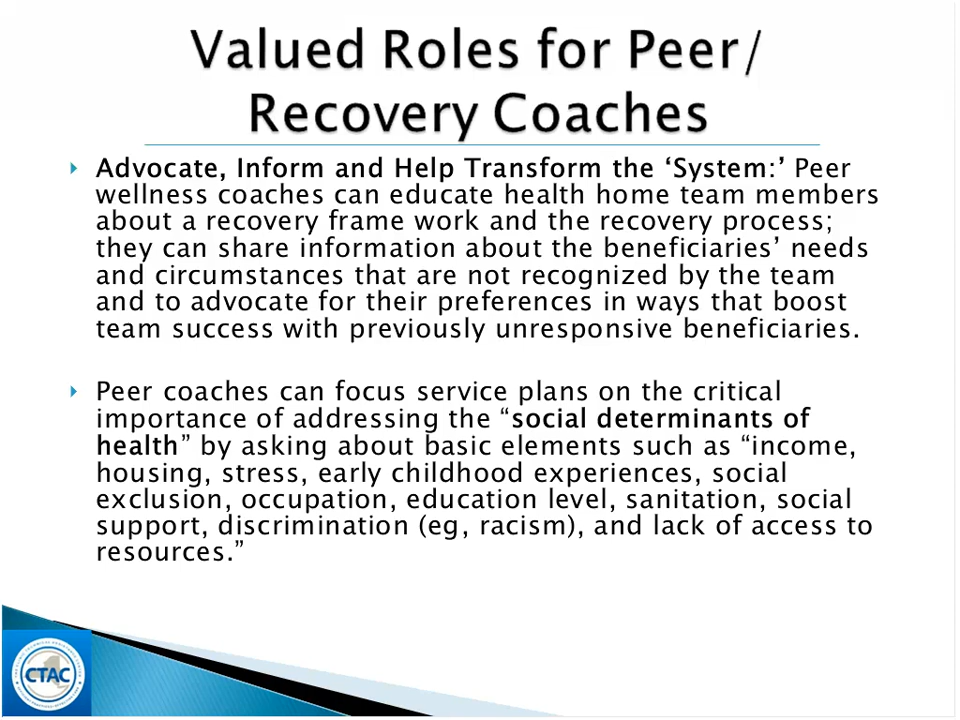 Valued Roles for Peer/
Recovery Coaches
Advocate, Inform and Help Transform the ‘System:’ Peer
wellness coaches can educate health home team members
about a recovery frame work and the recovery process;
they can share information about the beneficiaries’ needs
and circumstances that are not recognized by the team
and to advocate for their preferences in ways that boost
team success with previously unresponsive beneficiaries.
Peer coaches can focus service plans on the critical
importance of addressing the “social determinants of
health” by asking about basic elements such as “income,
housing, stress, early childhood experiences, social
exclusion, occupation, education level, sanitation, social
support, discrimination (eg, racism), and lack of access to
resources.”
CTAC